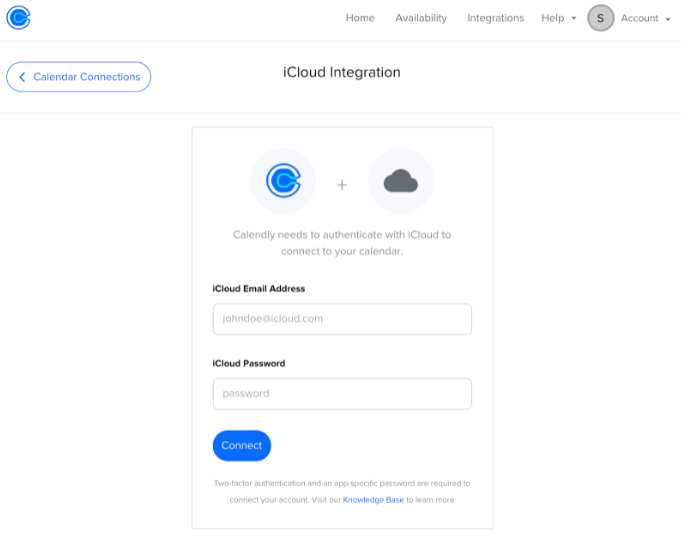 Home Availability Integrations Help S Account
Calendar Connections
iCloud Integration
+
Calendly needs to authenticate with iCloud to
connect to your calendar.
iCloud Email Address
johndoe@icloud.com
iCloud Password
password
Connect
Two-factor authentication and an app-specific password are required to
connect your account. Visit our Knowledge Base to learn more